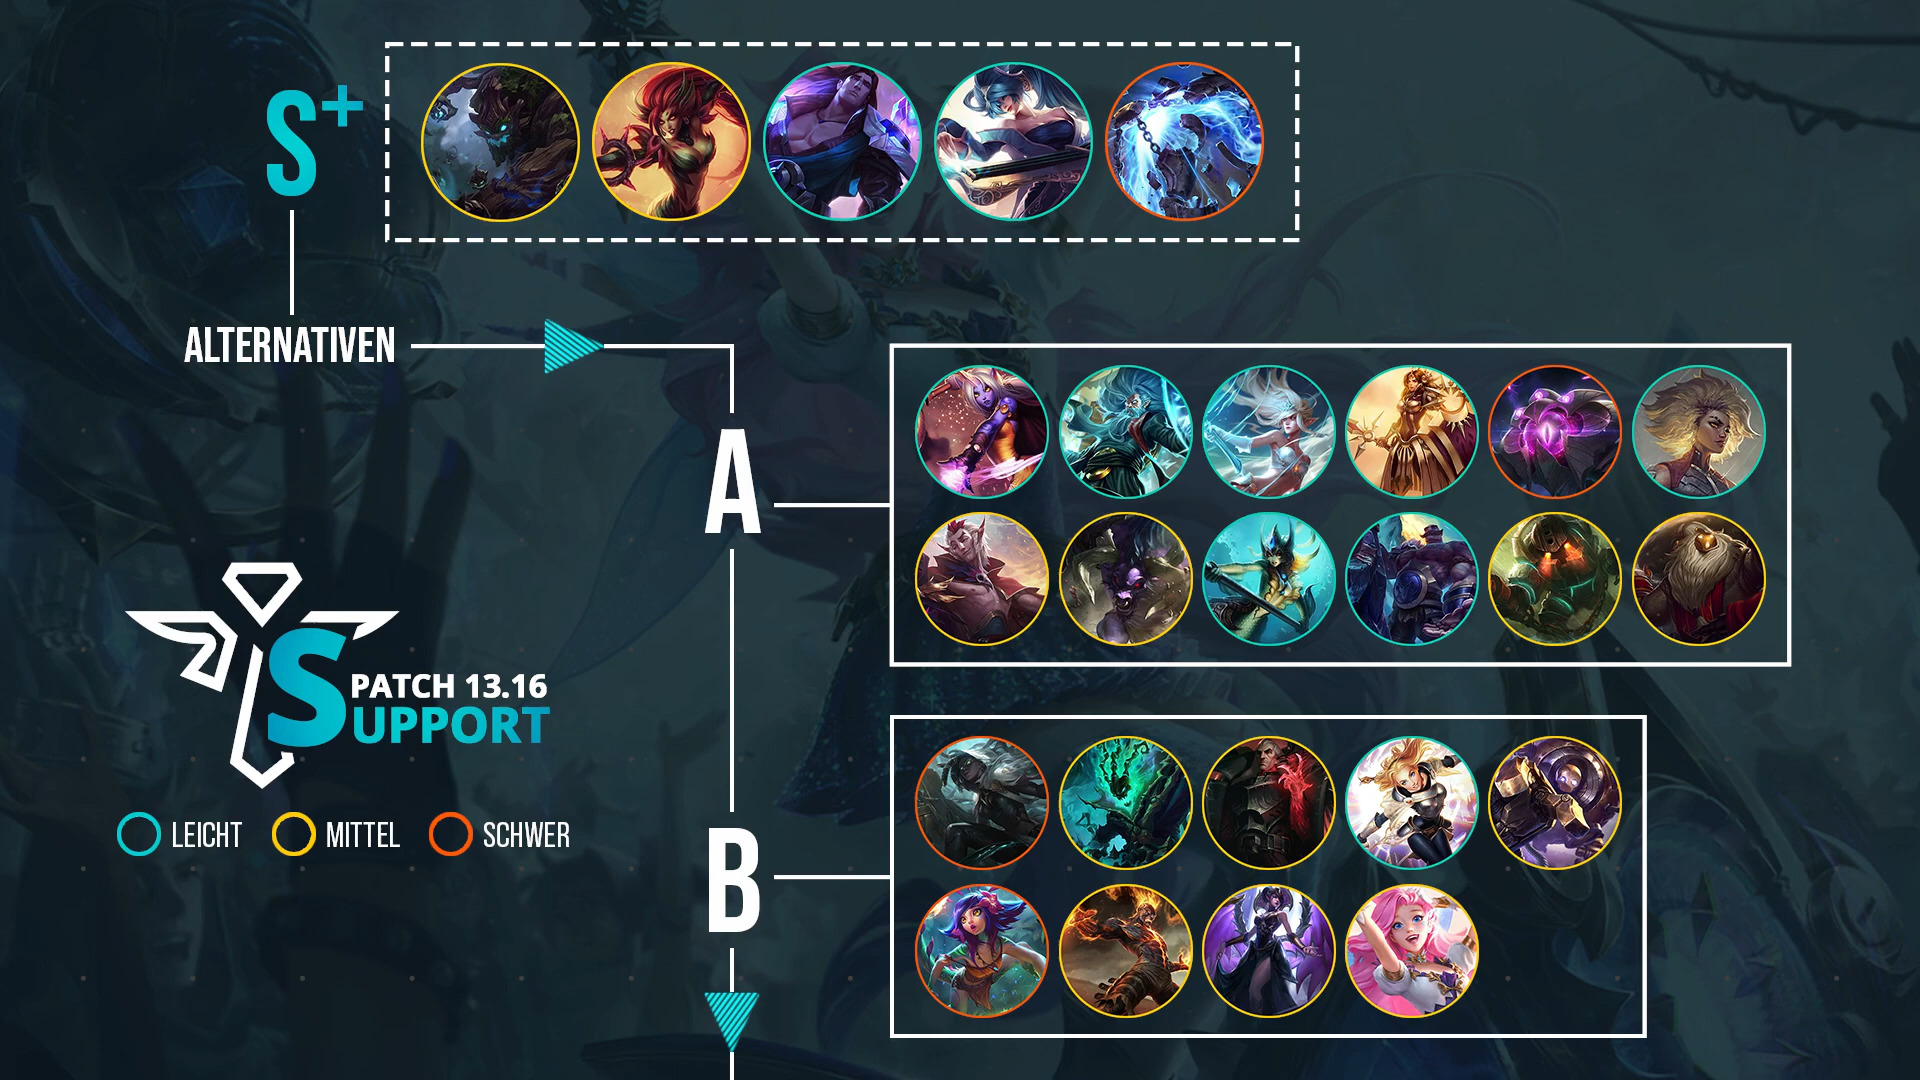 S+
ALTERNATIVEN
A
PATCH 13.16
SUPPORT
LEICHT
MITTEL
SCHWER
B